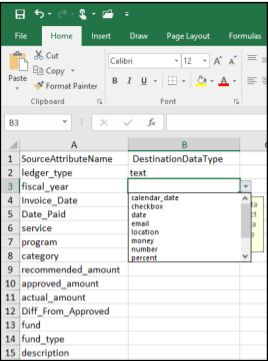 File Home Insert Draw Page Layout Formulas
Cut
Calibri 12 A A
Copy
Paste
Format Painter
B I U A
Clipboard Font
B3 fx
A B
1 SourceAttributeName DestinationDataType
2 ledger_type text
3 fiscal_year
4 Invoice_Date calendar_date
checkbox
5 Date_Paid date
email
6 service location
7 program money
number
8 category percent
9 recommended_amount
10 approved_amount
11 actual_amount
12 Diff_From_Approved
13 fund
14 fund_type
15 description